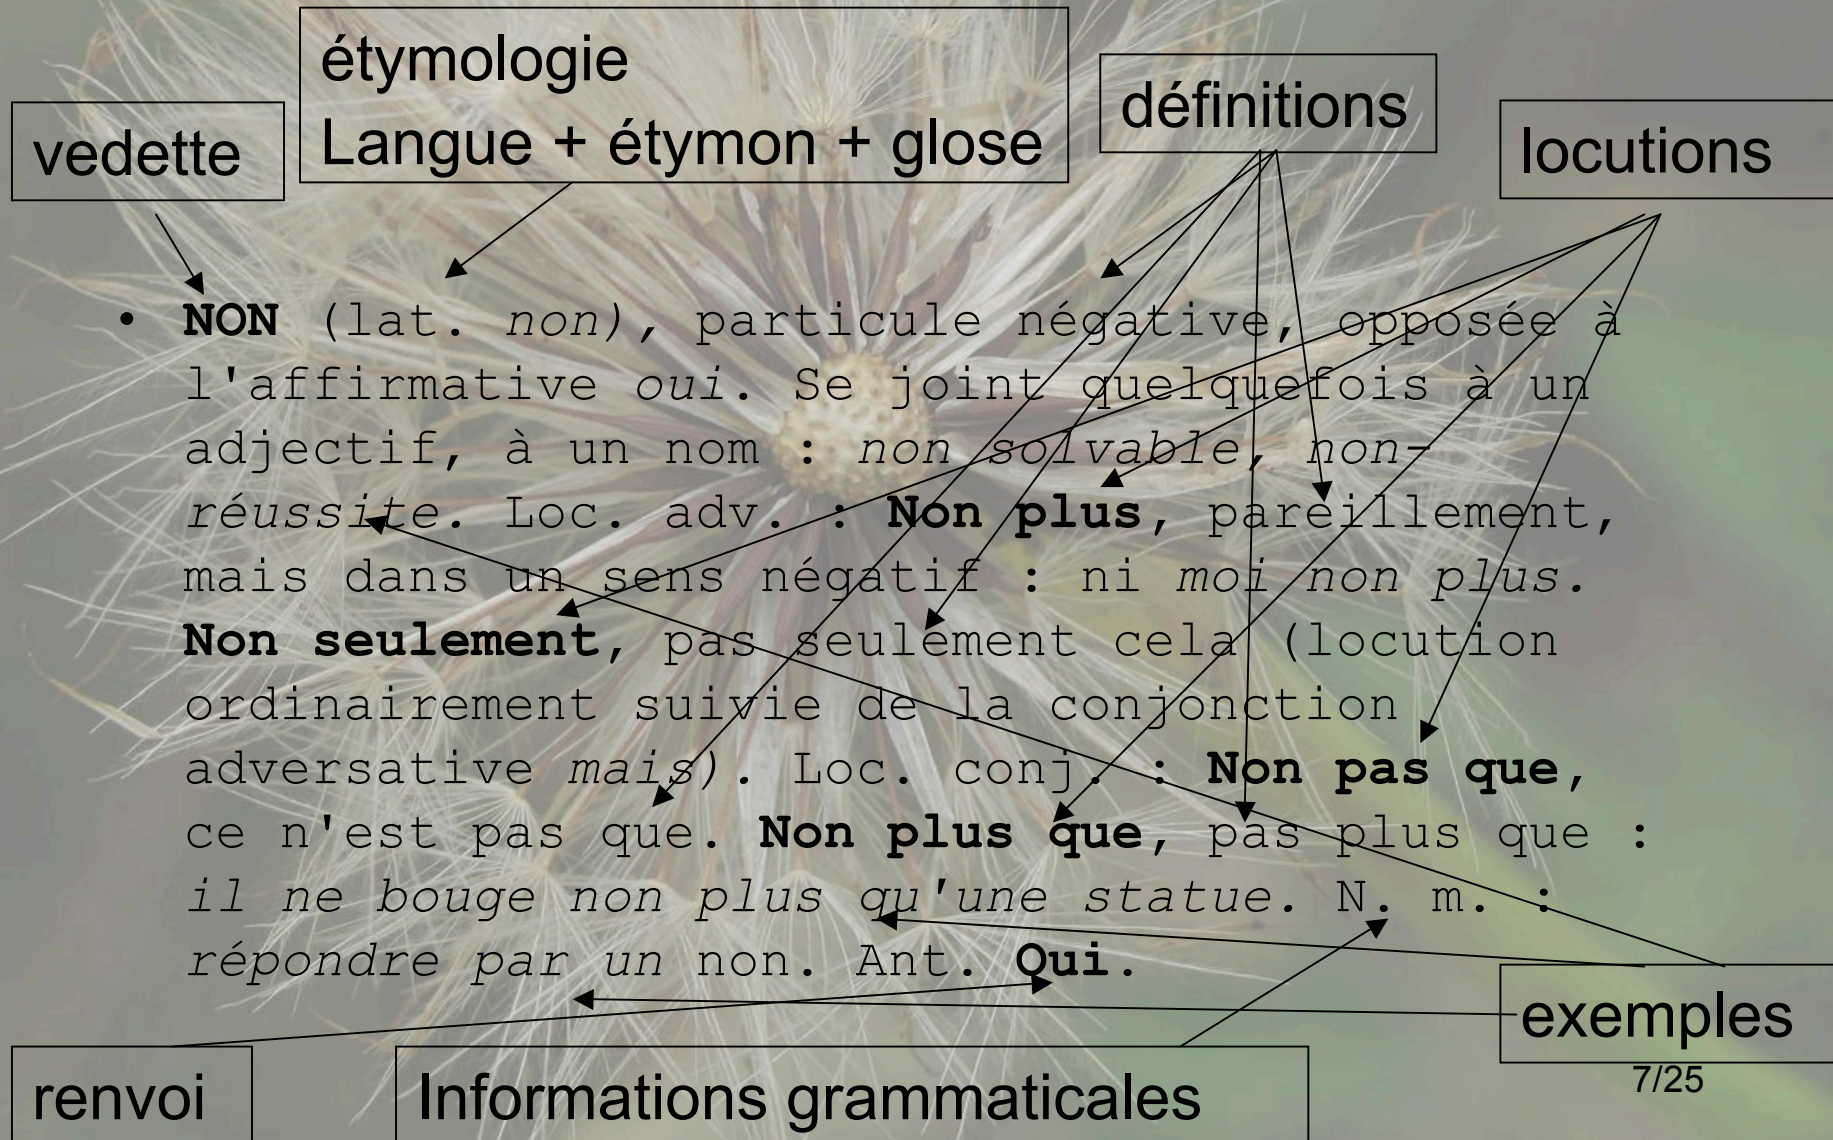 étymologie
Langue + étymon + glose
définitions
locutions
vedette
• NON (lat. non), particule négative, opposée à
l'affirmative oui. Se joint quelquefois à un
adjectif, à un nom : non solvable, non-
réussite. Loc. adv. : Non plus, pareillement,
mais dans un sens négatif : ni moi non plus.
Non seulement, pas seulement cela (locution
ordinairement suivie de la conjonction
adversative mais). Loc. conj. : Non pas que,
ce n'est pas que. Non plus que, pas plus que :
il ne bouge non plus qu'une statue. N. m. :
répondre par un non. Ant. Qui.
exemples
renvoi
Informations grammaticales
7/25